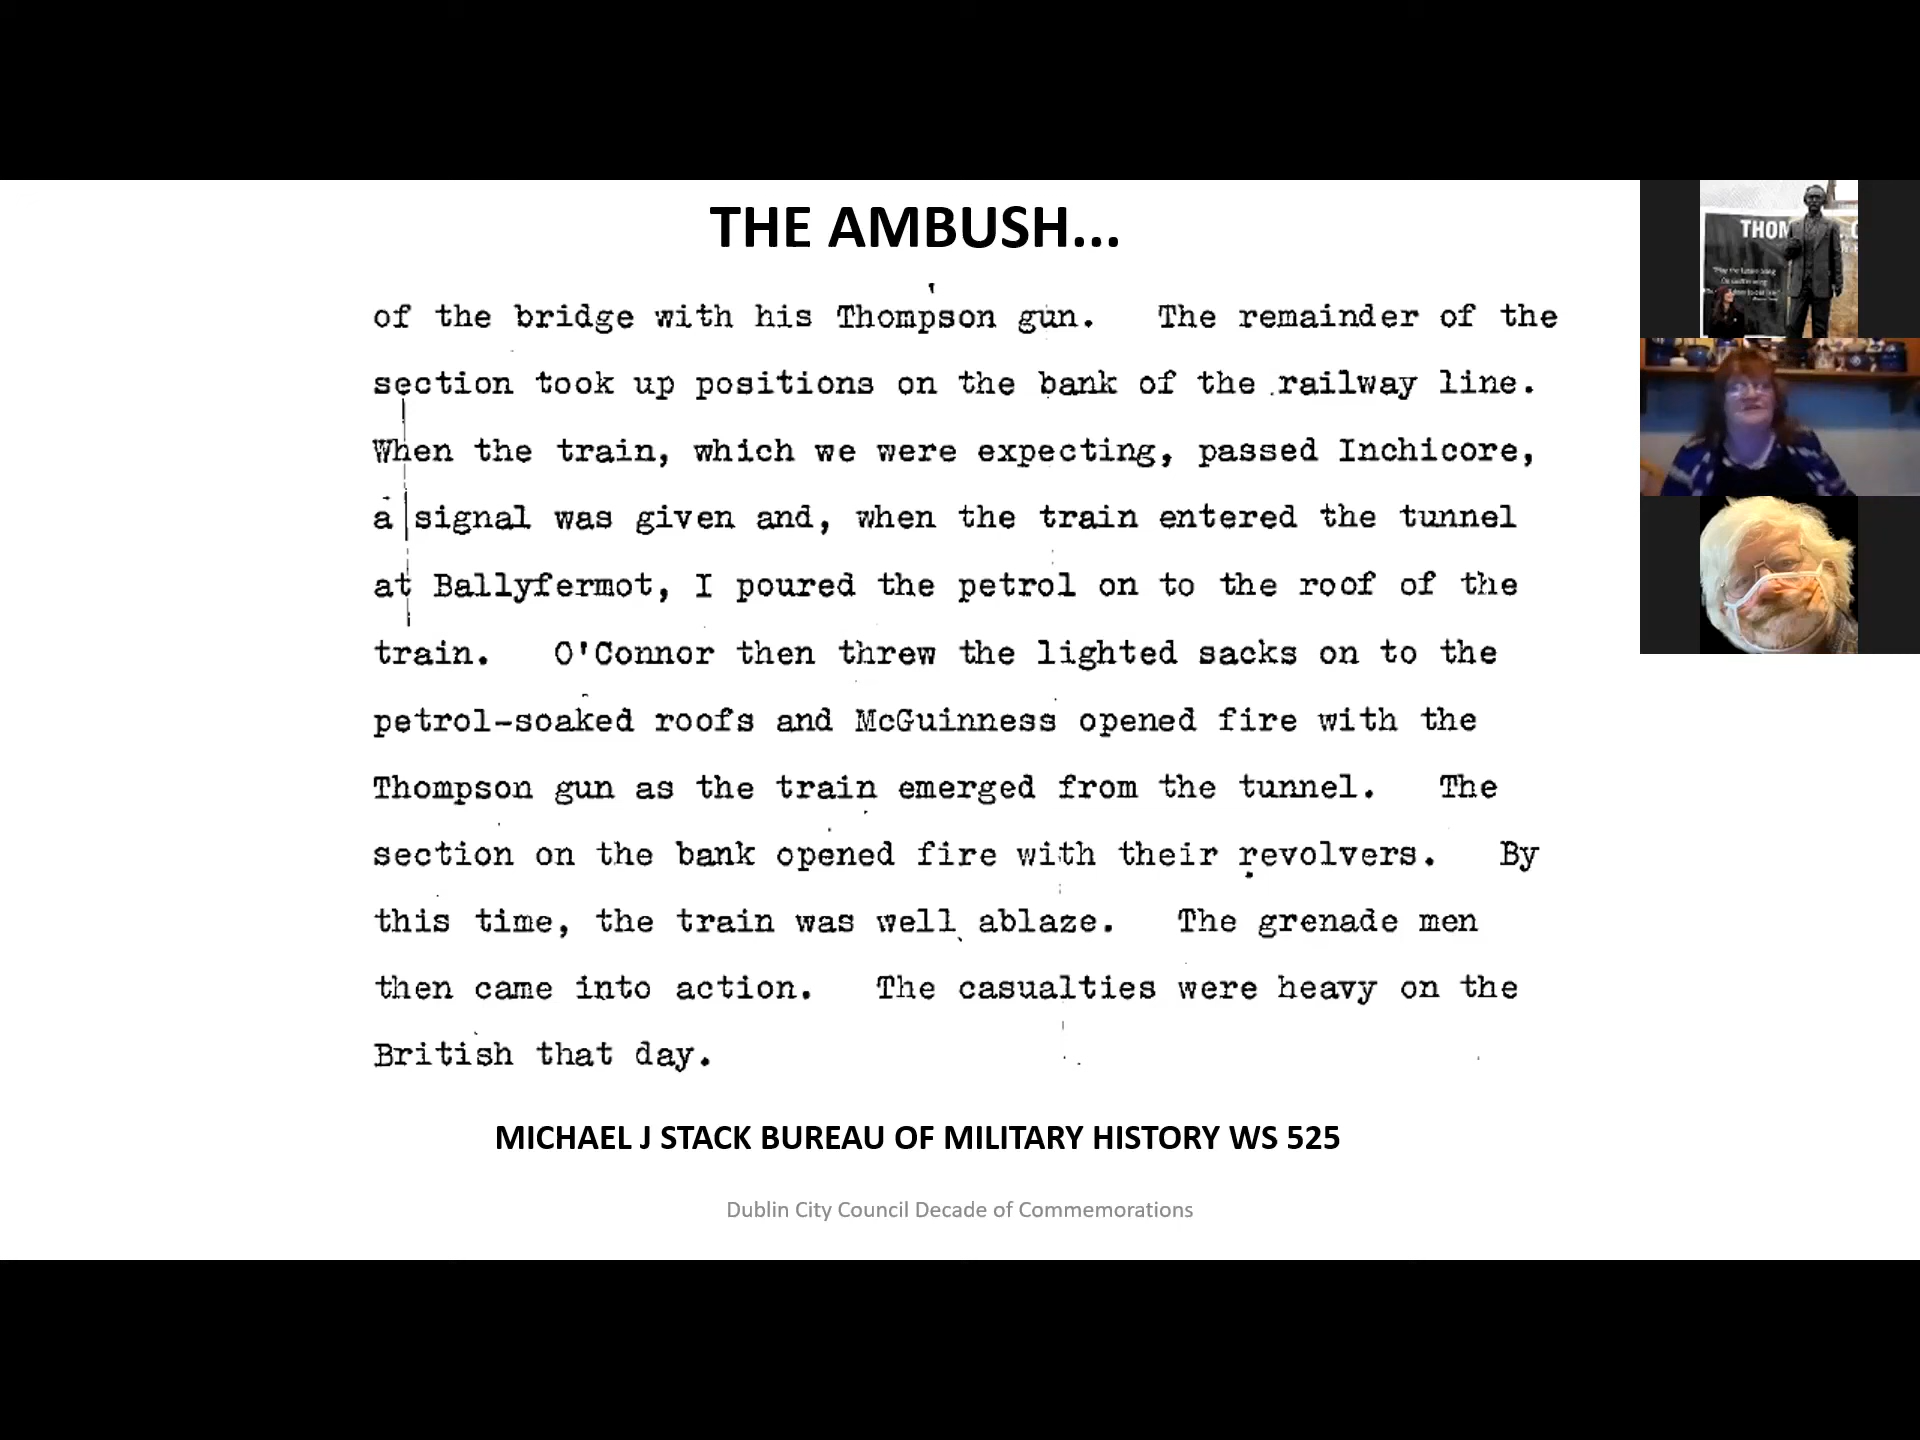 THE AMBUSH...
of the bridge with his Thompson gun. The remainder of the
section took up positions on the bank of the railway line.
When the train, which we were expecting, passed Inchicore,
a signal was given and, when the train entered the tunnel
at Ballyfermot, I poured the petrol on to the roof of the
train. O'Connor then threw the lighted sacks on to the
petrol-soaked roofs and McGuinness opened fire with the
Thompson gun as the train emerged from the tunnel. The
section on the bank opened fire with their revolvers. By
this time, the train was well ablaze. The grenade men
then came into action. The casualties were heavy on the
British that day.
MICHAEL J STACK BUREAU OF MILITARY HISTORY WS 525
Dublin City Council Decade of Commemorations
THOM